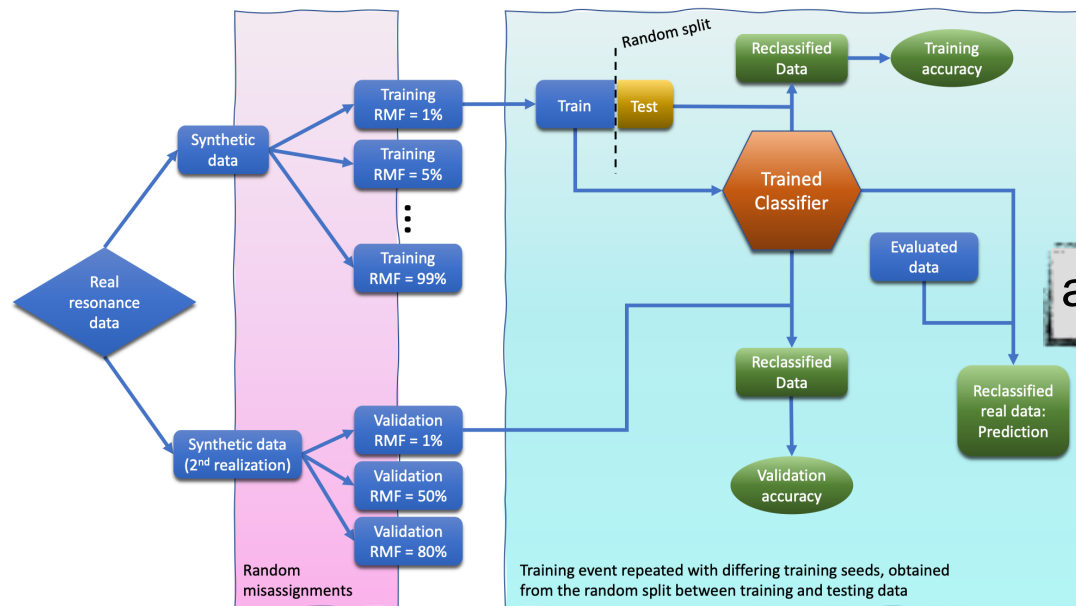 Real
resonance
data
Synthetic
data
Synthetic data
(2nd realization)
Training
RMF = 1%
Training
RMF = 5%
⋮
Training
RMF = 99%
Validation
RMF = 1%
Validation
RMF = 50%
Validation
RMF = 80%
Random
misassignments
Random split
Train
Test
Reclassified
Data
Training
accuracy
Trained
Classifier
Evaluated
data
Reclassified
Data
Validation
accuracy
Reclassified
real data:
Prediction
Training event repeated with differing training seeds, obtained
from the random split between training and testing data
a